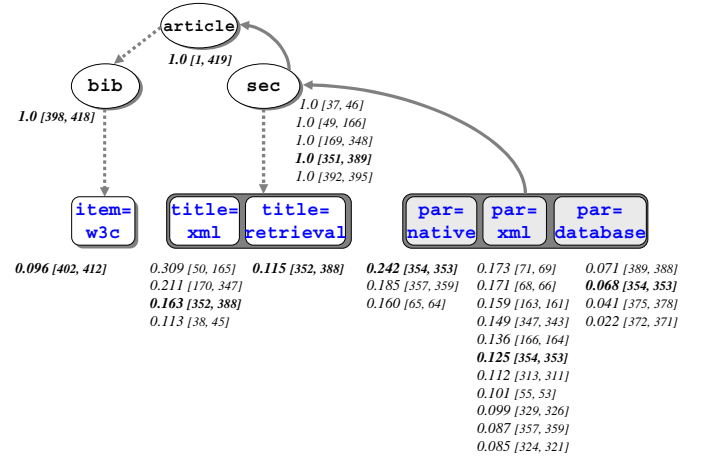 article
1.0 [1, 419]
bib
sec
1.0 [398, 418]
1.0 [37, 46]
1.0 [49, 166]
1.0 [169, 348]
1.0 [351, 389]
1.0 [392, 395]
item=
w3c
title=
xml
title=
retrieval
par=
native
par=
xml
par=
database
0.096 [402, 412]
0.309 [50, 165]
0.211 [170, 347]
0.163 [352, 388]
0.113 [38, 45]
0.115 [352, 388]
0.242 [354, 353]
0.185 [357, 359]
0.160 [65, 64]
0.173 [71, 69]
0.171 [68, 66]
0.159 [163, 161]
0.149 [347, 343]
0.136 [166, 164]
0.125 [354, 353]
0.112 [313, 311]
0.101 [55, 53]
0.099 [329, 326]
0.087 [357, 359]
0.085 [324, 321]
0.071 [389, 388]
0.068 [354, 353]
0.041 [375, 378]
0.022 [372, 371]